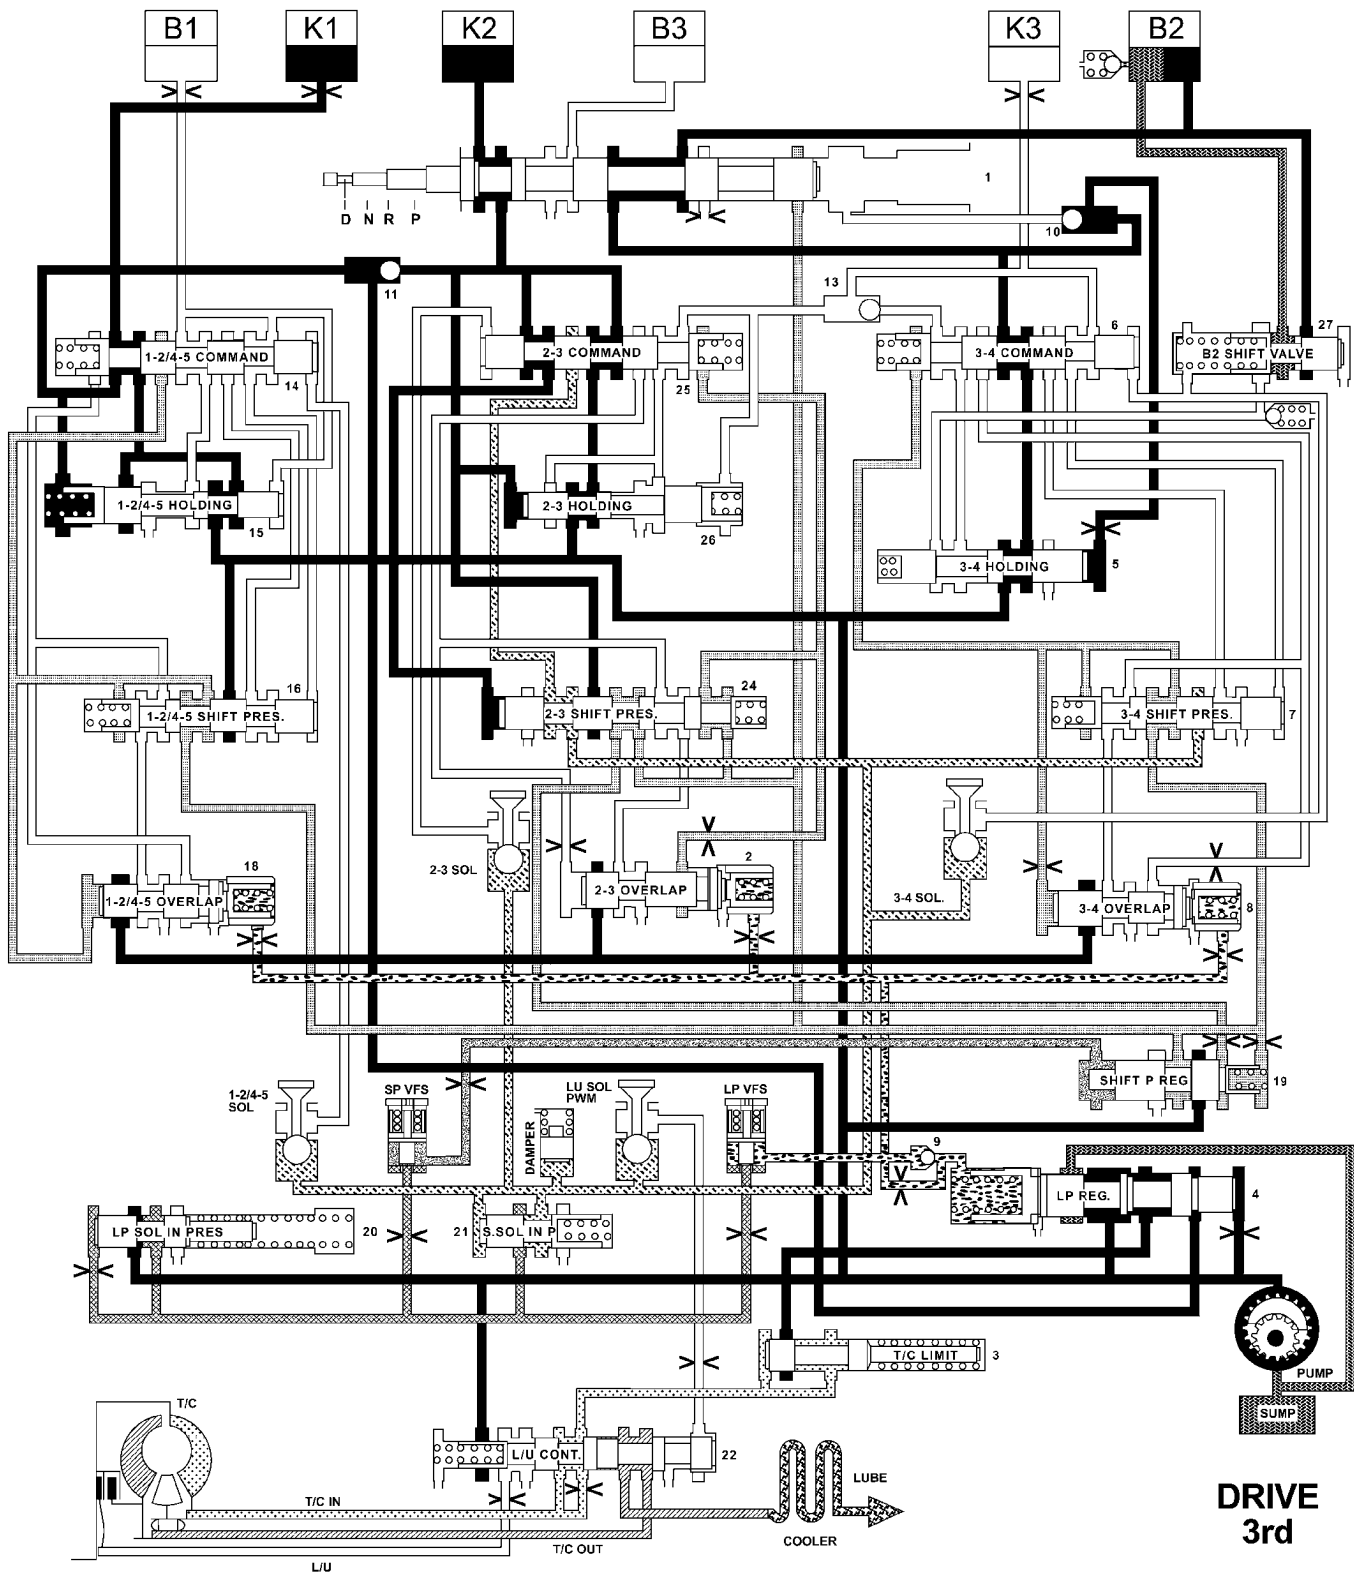 B1 K1 K2 B3 K3 B2
1
D N R P
10
11
13
6
27
1-2/4-5 COMMAND
2-3 COMMAND
3-4 COMMAND
B2 SHIFT VALVE
14
25
1-2/4-5 HOLDING
2-3 HOLDING
15
26
3-4 HOLDING
5
16
24
1-2/4-5 SHIFT PRES.
2-3 SHIFT PRES.
3-4 SHIFT PRES.
7
18
2-3 SOL
2
3-4 SOL.
1-2/4-5 OVERLAP
2-3 OVERLAP
3-4 OVERLAP
8
SHIFT P REG
19
1-2/4-5
SOL
SP VFS
LU SOL
PWM
LP VFS
DAMPER
9
LP REG.
4
LP SOL IN PRES
20
21
S.SOL IN P
T/C LIMIT
3
PUMP
SUMP
T/C
L/U CONT.
22
T/C IN
LUBE
COOLER
T/C OUT
L/U
DRIVE
3rd